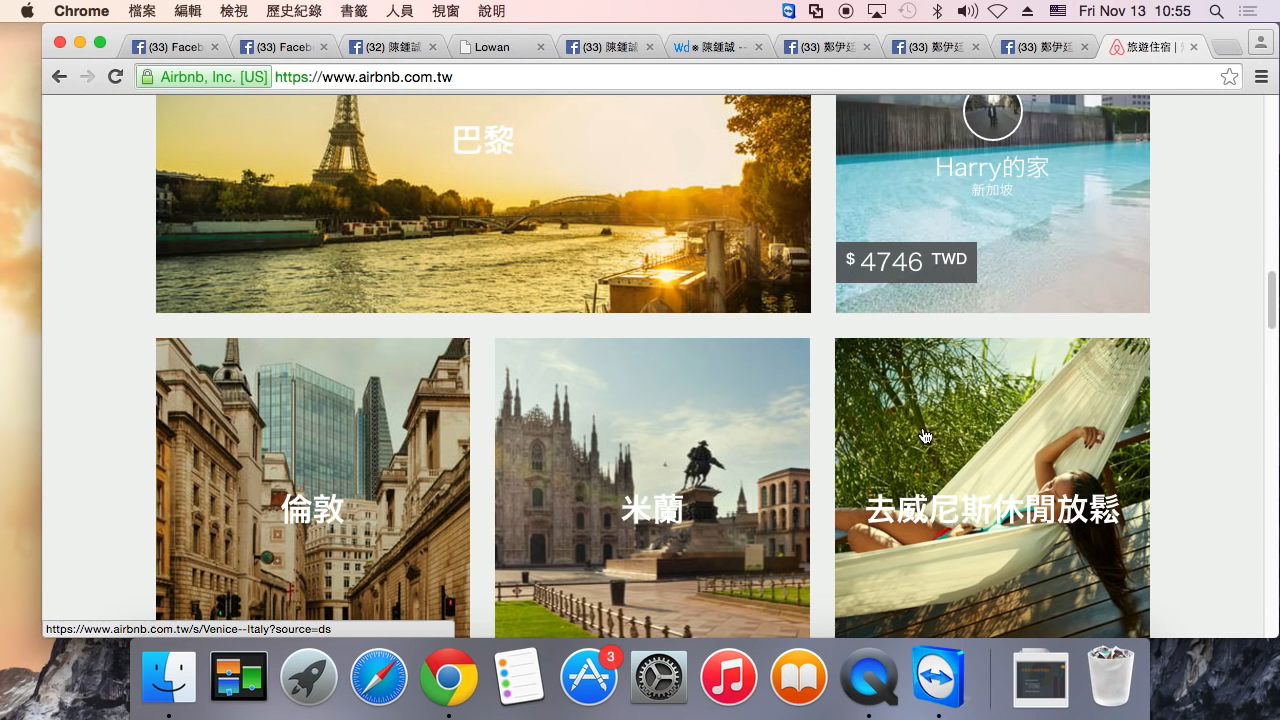 Chrome 檔案 編輯 檢視 歷史紀錄 書籤 人員 視窗 說明 Fri Nov 13 10:55
(33) Faceb (33) Faceb (32) 陳鍾誠 Lowan (33) 陳鍾誠 Wd ※ 陳鍾誠 -- (33) 鄭伊廷 (33) 鄭伊廷 (33) 鄭伊廷 旅遊住宿 |
Airbnb, Inc. [US] https://www.airbnb.com.tw
巴黎
Harry的家
新加坡
$ 4746 TWD
倫敦
米蘭
去威尼斯休閒放鬆
https://www.airbnb.com.tw/s/Venice--Italy?source=ds
3